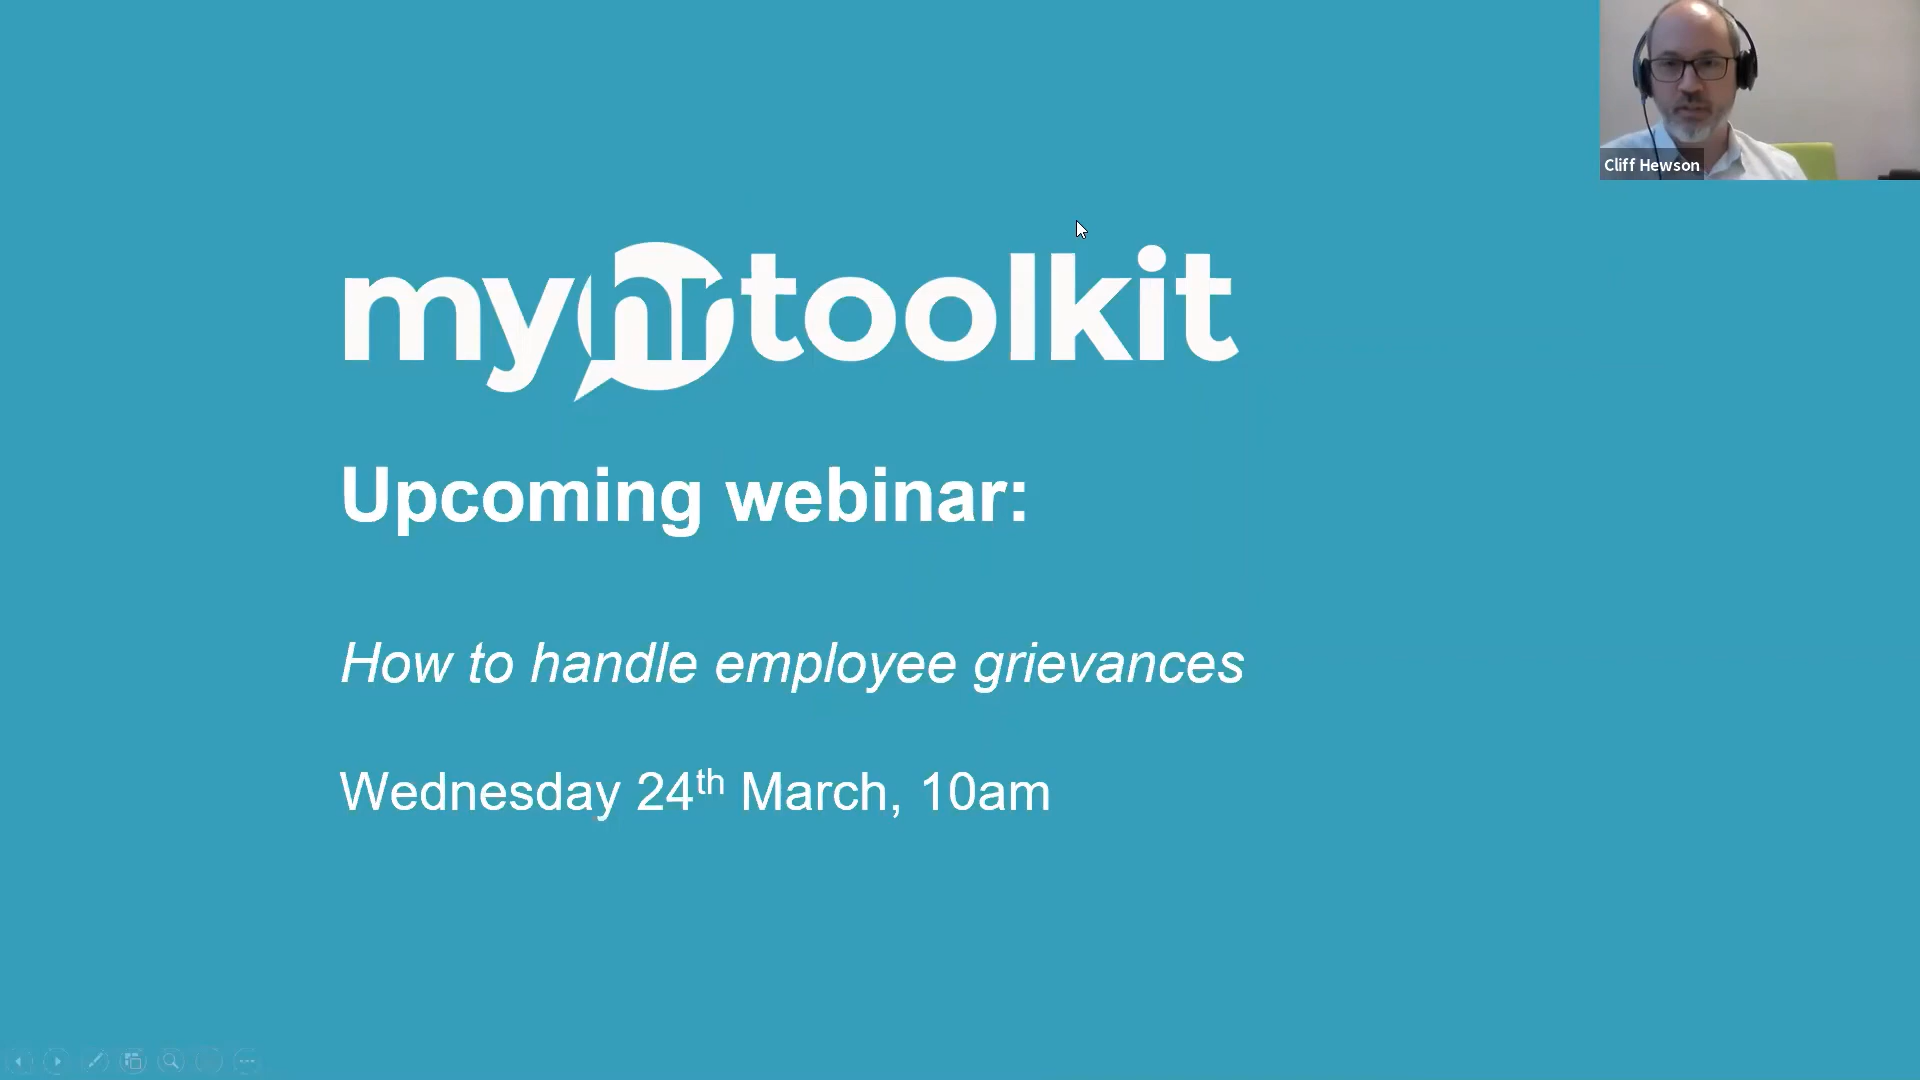 Cliff Hewson
myhrtoolkit
Upcoming webinar:
How to handle employee grievances
Wednesday 24th March, 10am